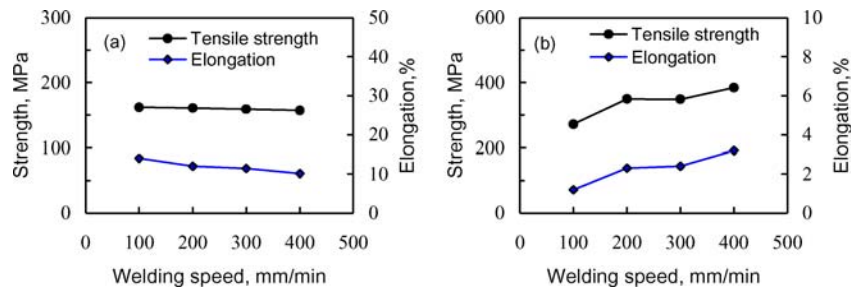 (a)
Tensile strength
Elongation
Strength, MPa
300
200
100
0
Elongation,%
50
40
30
20
10
0
0 100 200 300 400 500
Welding speed, mm/min
(b)
Tensile strength
Elongation
Strength, MPa
600
400
200
0
Elongation,%
10
8
6
4
2
0
0 100 200 300 400 500
Welding speed, mm/min